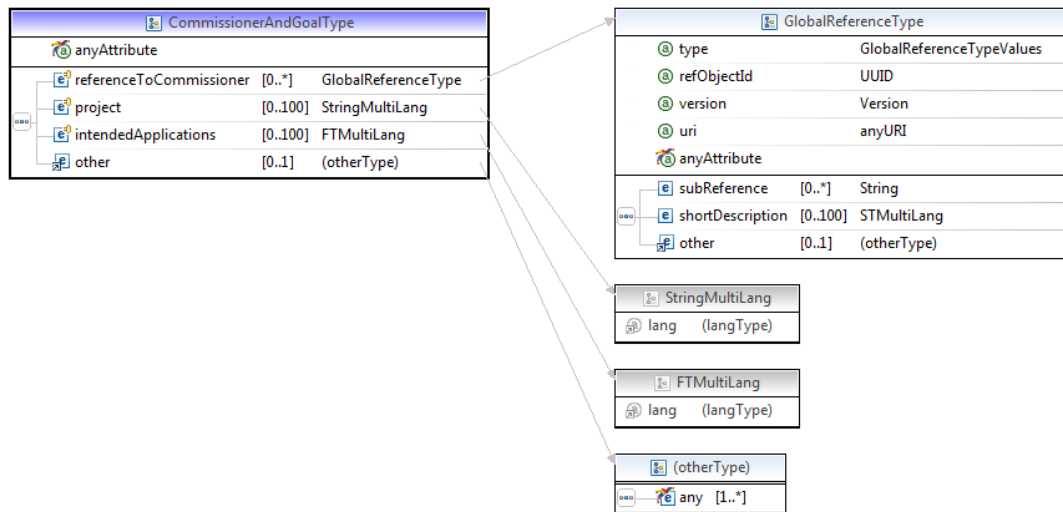 CommissionerAndGoalType
anyAttribute
referenceToCommissioner [0..*] GlobalReferenceType
project [0..100] StringMultiLang
intendedApplications [0..100] FTMultiLang
other [0..1] (otherType)
GlobalReferenceType
type GlobalReferenceTypeValues
refObjectId UUID
version Version
uri anyURI
anyAttribute
subReference [0..*] String
shortDescription [0..100] STMultiLang
other [0..1] (otherType)
StringMultiLang
lang (langType)
FTMultiLang
lang (langType)
(otherType)
any [1..*]